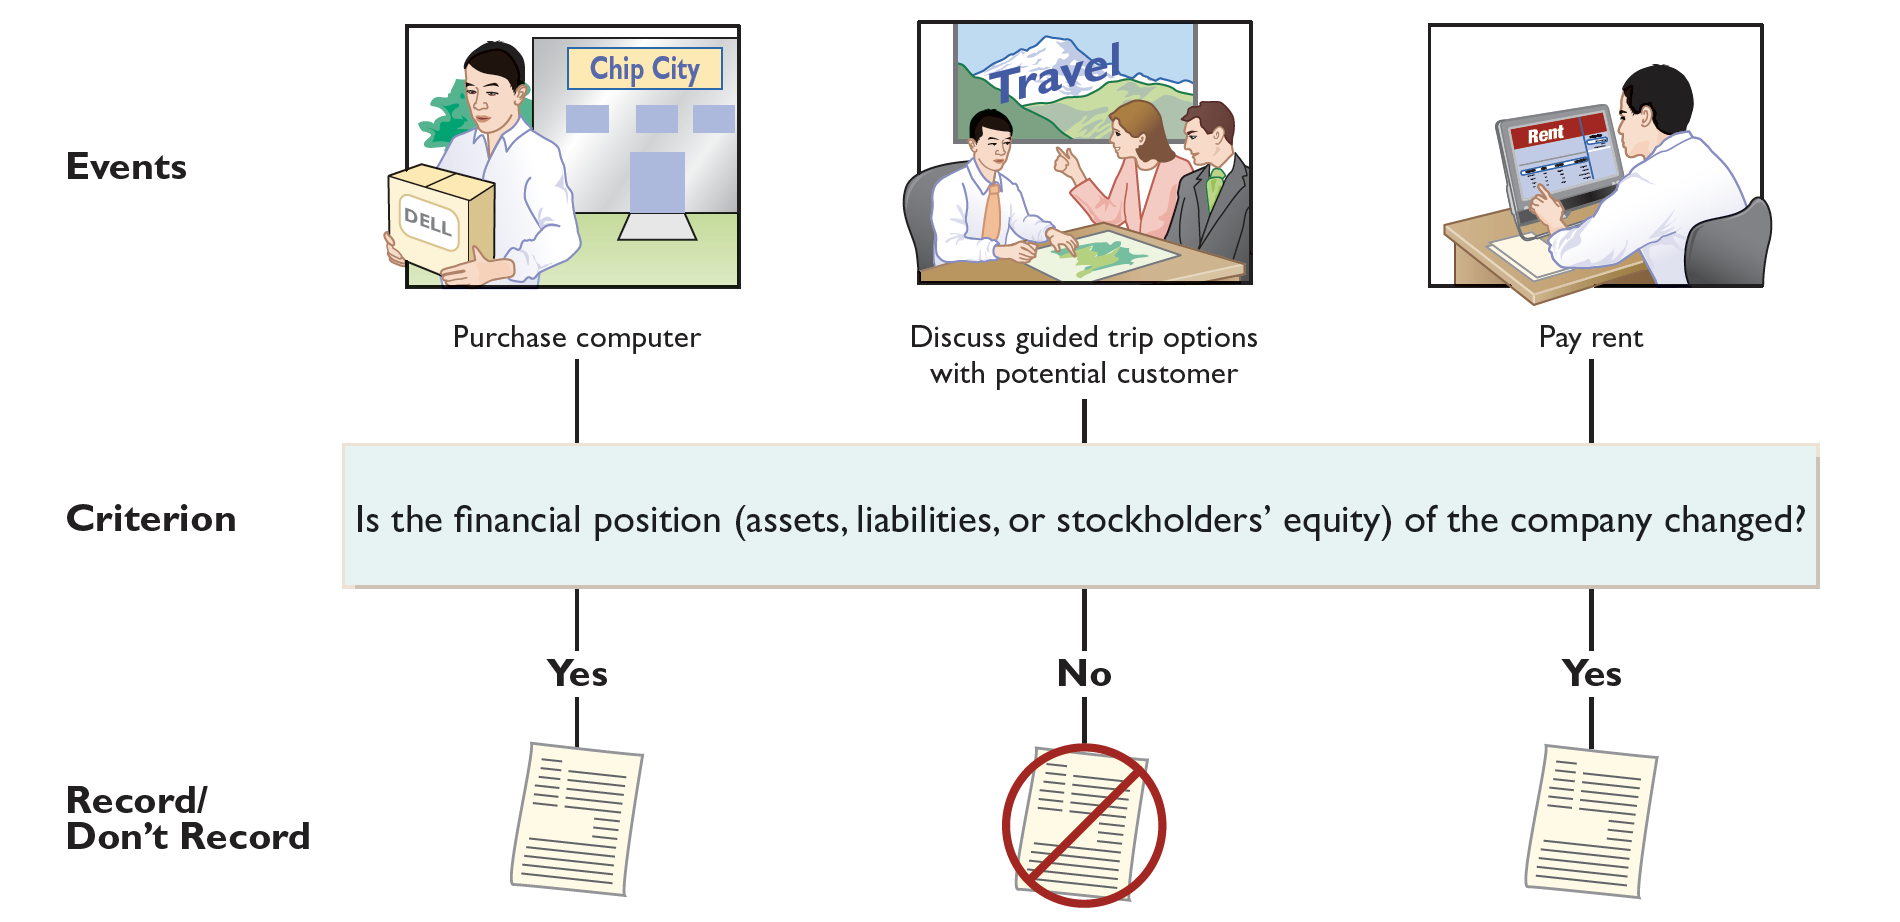 Events
Chip City
DELL
Travel
Rent
Purchase computer
Discuss guided trip options
with potential customer
Pay rent
Criterion
Is the financial position (assets, liabilities, or stockholders’ equity) of the company changed?
Yes
No
Yes
Record/
Don’t Record